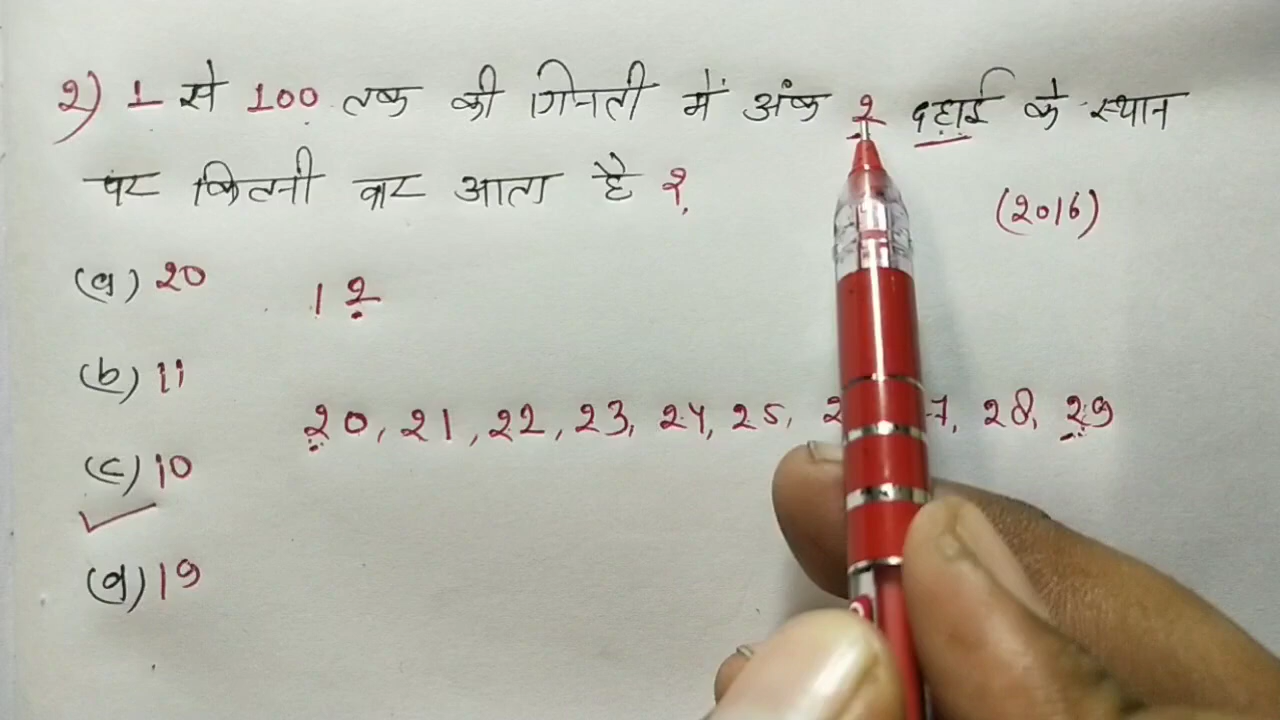 2) 1 से 100 तक की गिनती में अंक 2 दहाई के स्थान
पर कितनी बार आता है ?
(2016)
(a) 20
12
(b) 11
20, 21, 22, 23, 24, 25, 28, 29
(c) 10
(d) 19